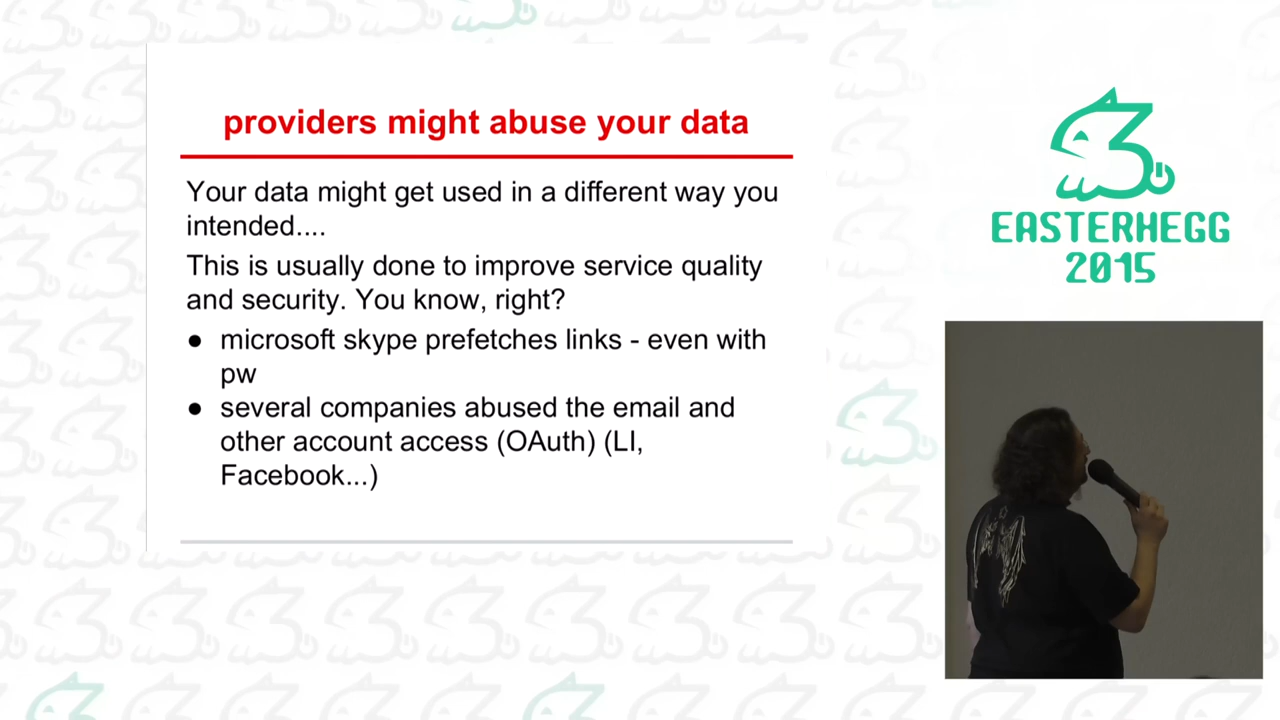 providers might abuse your data
Your data might get used in a different way you
intended....
This is usually done to improve service quality
and security. You know, right?
● microsoft skype prefetches links - even with
pw
● several companies abused the email and
other account access (OAuth) (LI,
Facebook...)
EASTERHEGG
2015